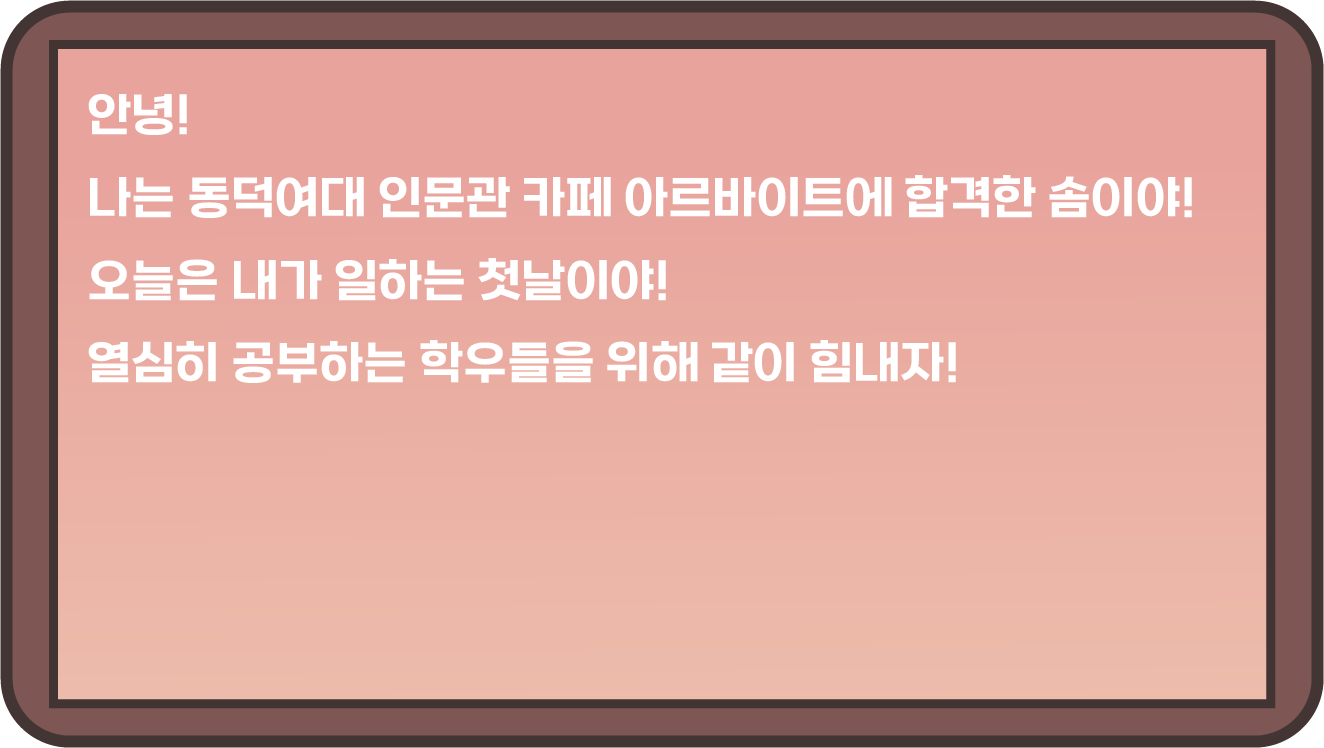 안녕!
나는 동덕여대 인문관 카페 아르바이트에 합격한 솜이야!
오늘은 내가 일하는 첫날이야!
열심히 공부하는 학우들을 위해 같이 힘내자!